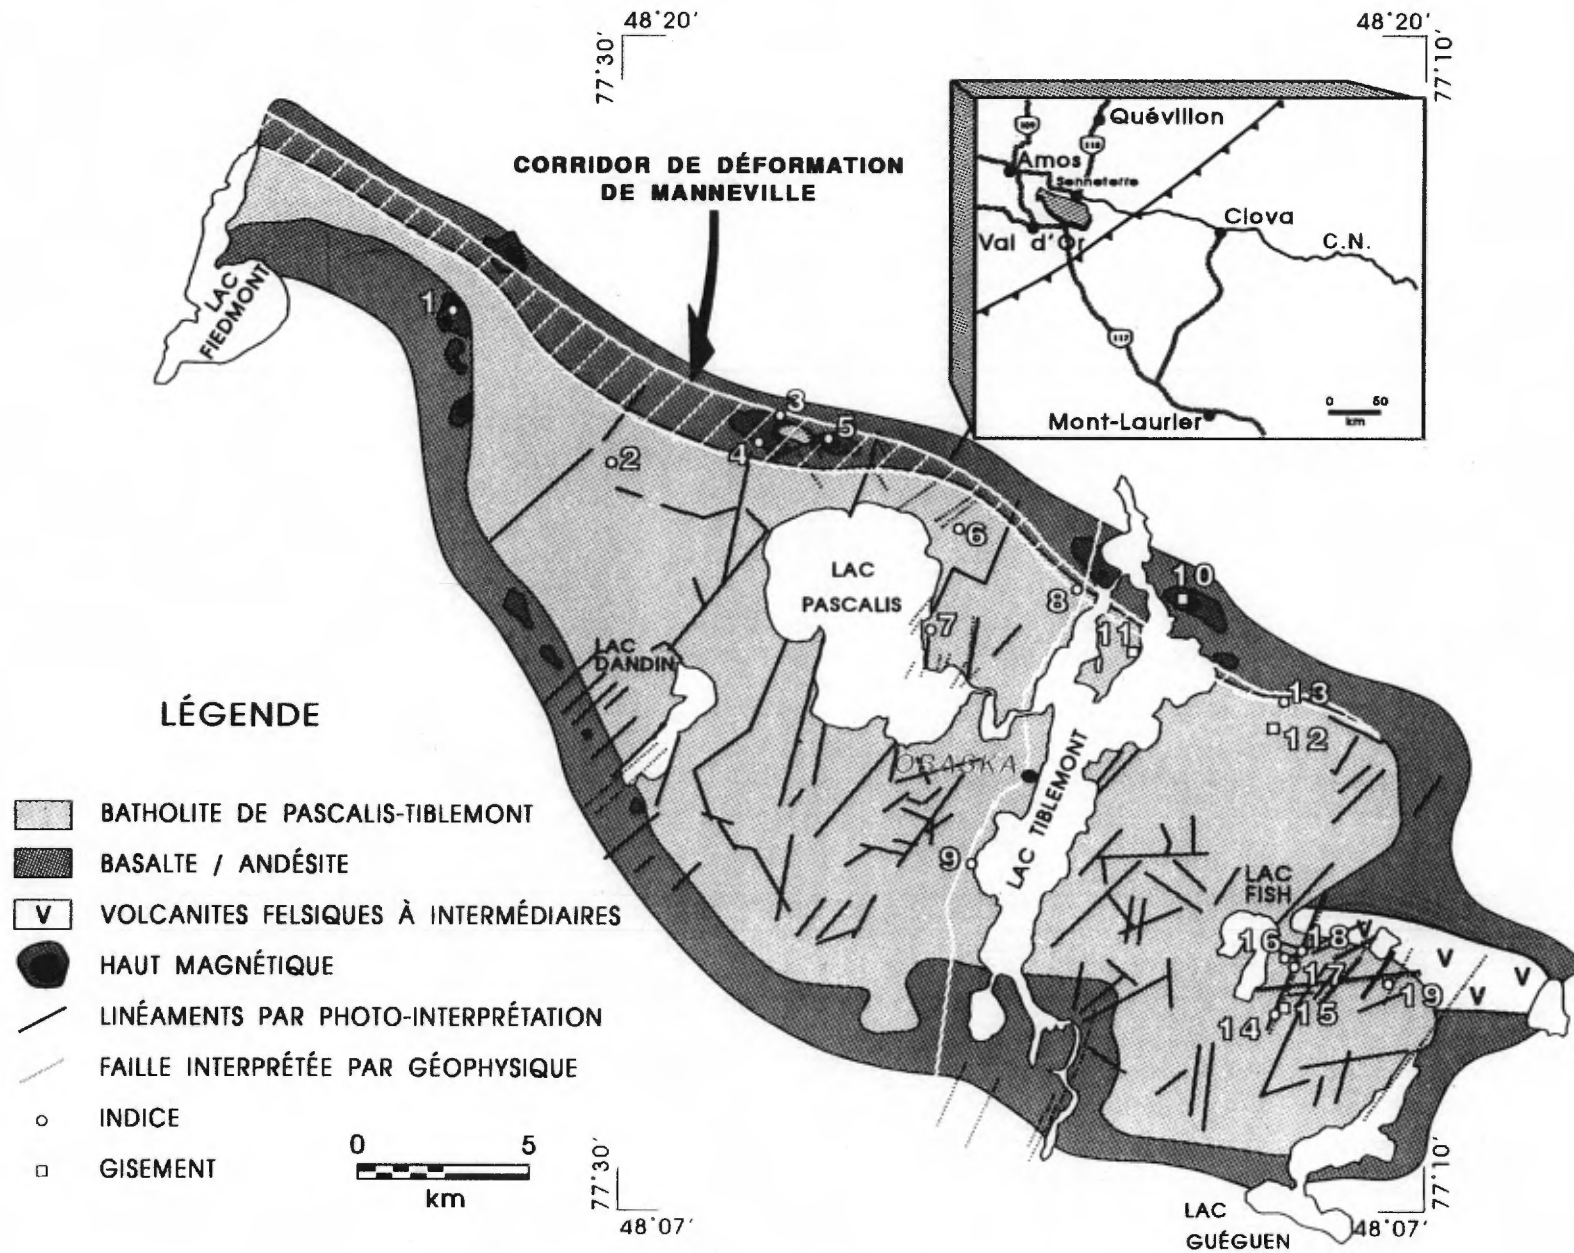 48°20'
48°20'
77°30'
77°10'
CORRIDOR DE DÉFORMATION
DE MANNEVILLE
109
Quévillon
113
Amos
Senneterre
Val d'Or
Clova
C.N.
117
Mont-Laurier
0 50
km
LAC
FIEDMONT
1
2
3
4
5
6
LAC
PASCALIS
7
8
10
11
LAC
DANDIN
13
12
OBASKA
LAC TIBLEMONT
9
LAC
FISH
16
18
17
19
14
15
V
V
V
V
LÉGENDE
BATHOLITE DE PASCALIS-TIBLEMONT
BASALTE / ANDÉSITE
V VOLCANITES FELSIQUES À INTERMÉDIAIRES
HAUT MAGNÉTIQUE
LINÉAMENTS PAR PHOTO-INTERPRÉTATION
FAILLE INTERPRÉTÉE PAR GÉOPHYSIQUE
INDICE
GISEMENT
0 5
km
77°30'
48°07'
77°10'
48°07'
LAC
GUÉGUEN